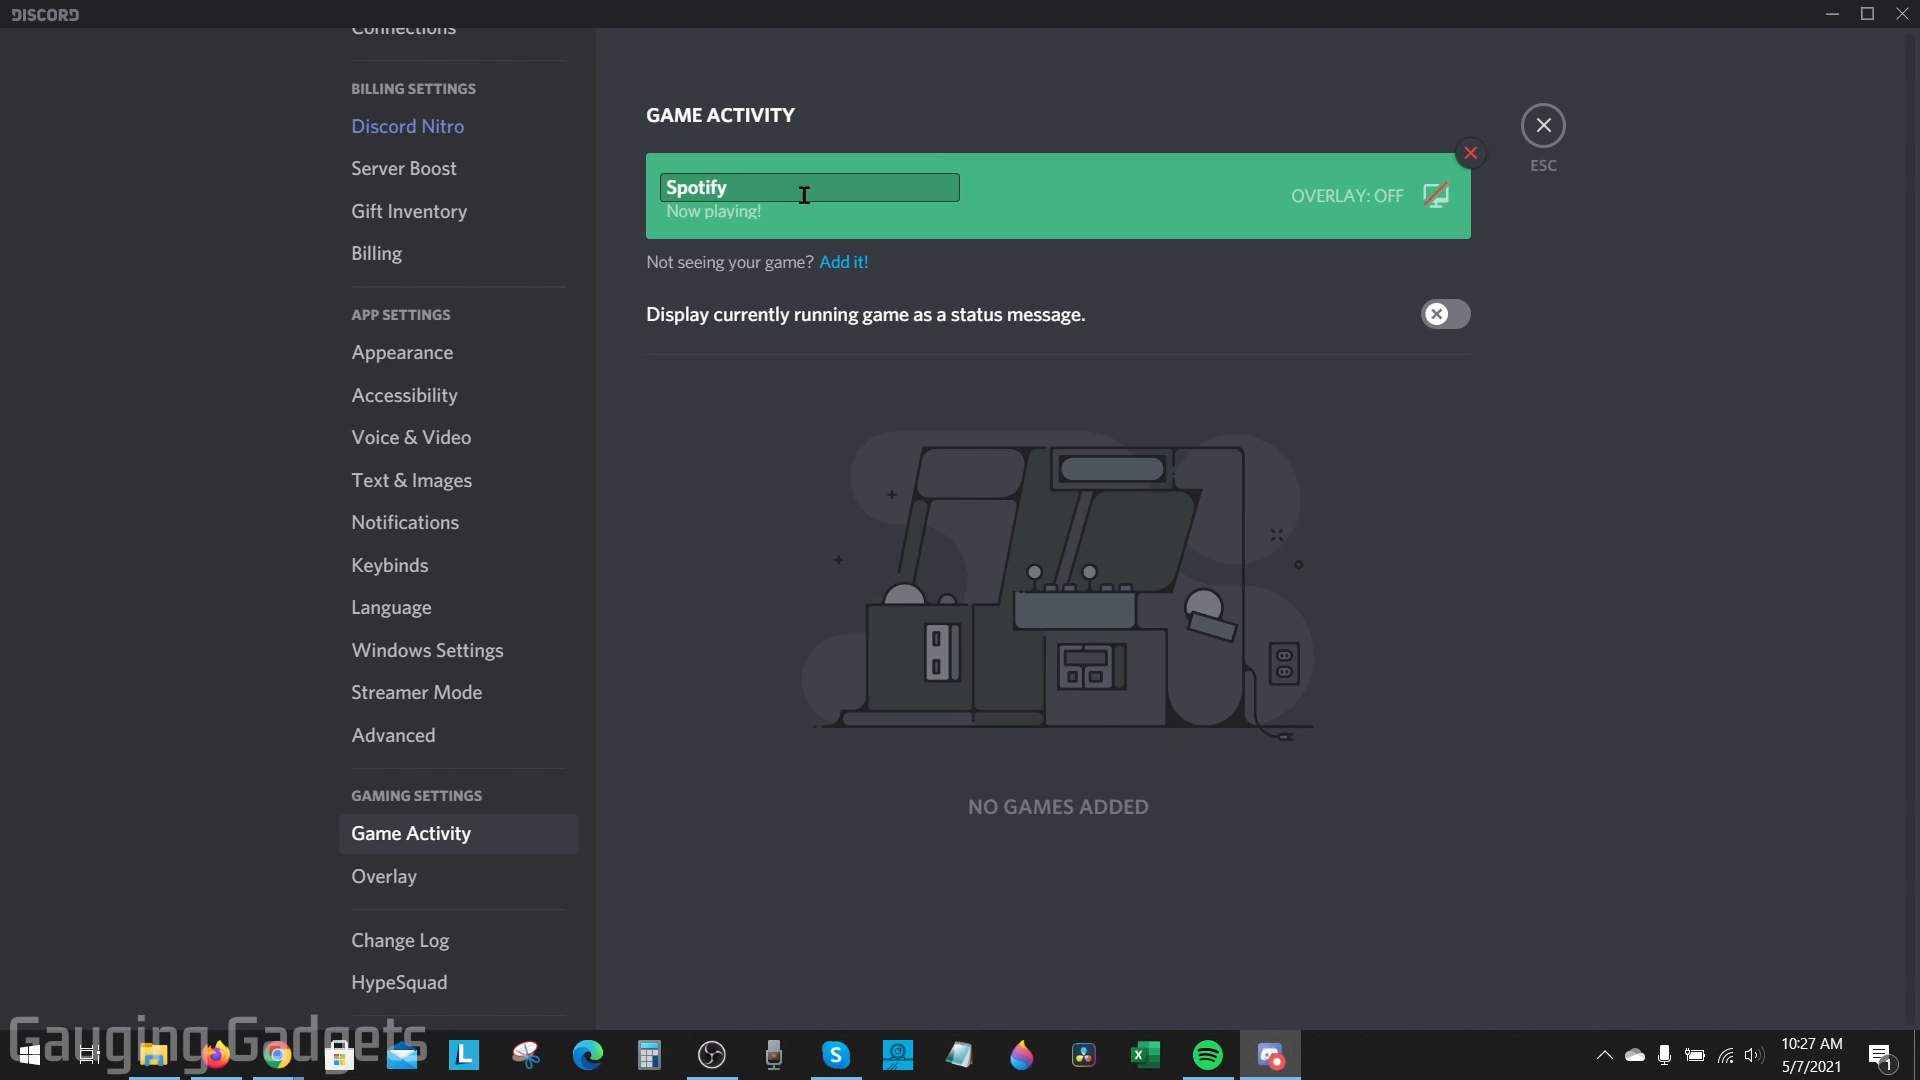 DISCORD
Connections
BILLING SETTINGS
Discord Nitro
Server Boost
Gift Inventory
Billing
APP SETTINGS
Appearance
Accessibility
Voice & Video
Text & Images
Notifications
Keybinds
Language
Windows Settings
Streamer Mode
Advanced
GAMING SETTINGS
Game Activity
Overlay
Change Log
HypeSquad
GAME ACTIVITY
Spotify
Now playing!
OVERLAY: OFF
ESC
Not seeing your game? Add it!
Display currently running game as a status message.
NO GAMES ADDED
Gauging Gadgets
L
10:27 AM
5/7/2021
1